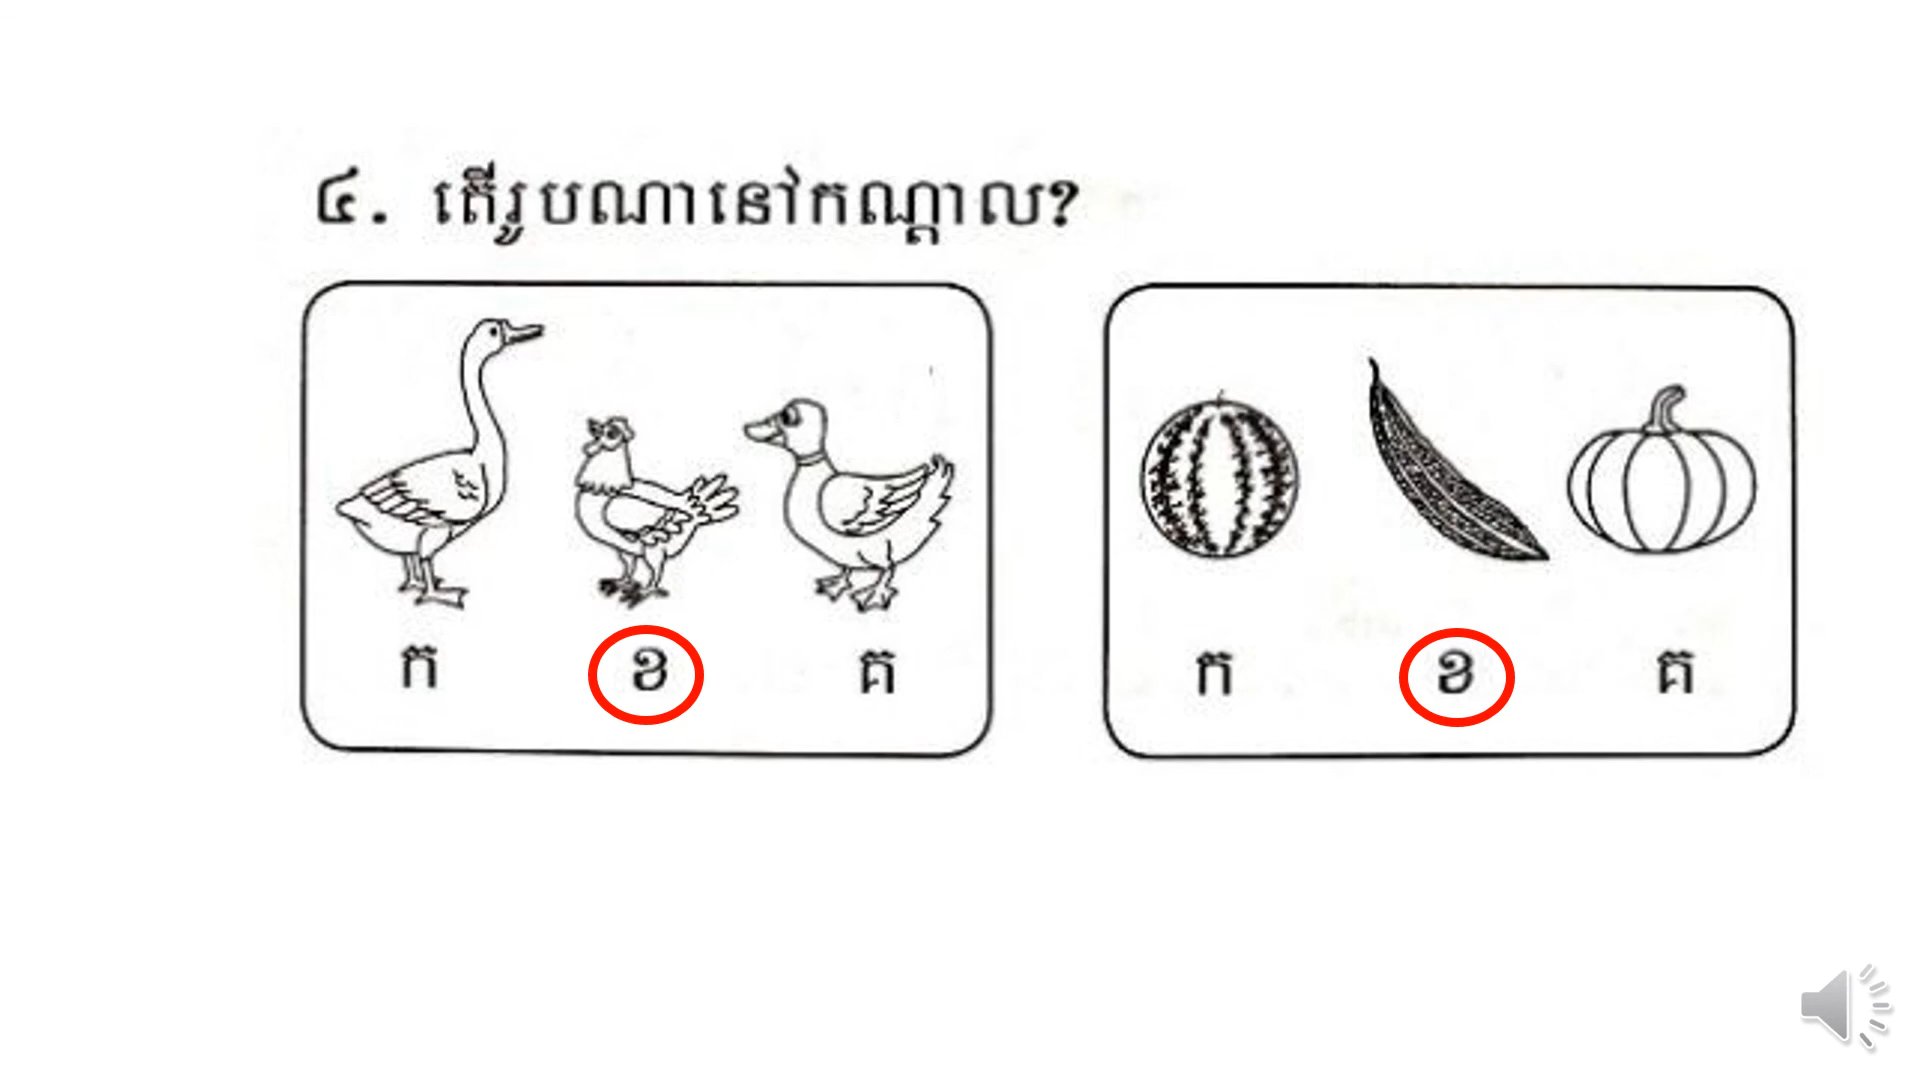 ៤. តើរូបណានៅកណ្ដាល?
ក ខ គ
ក ខ គ